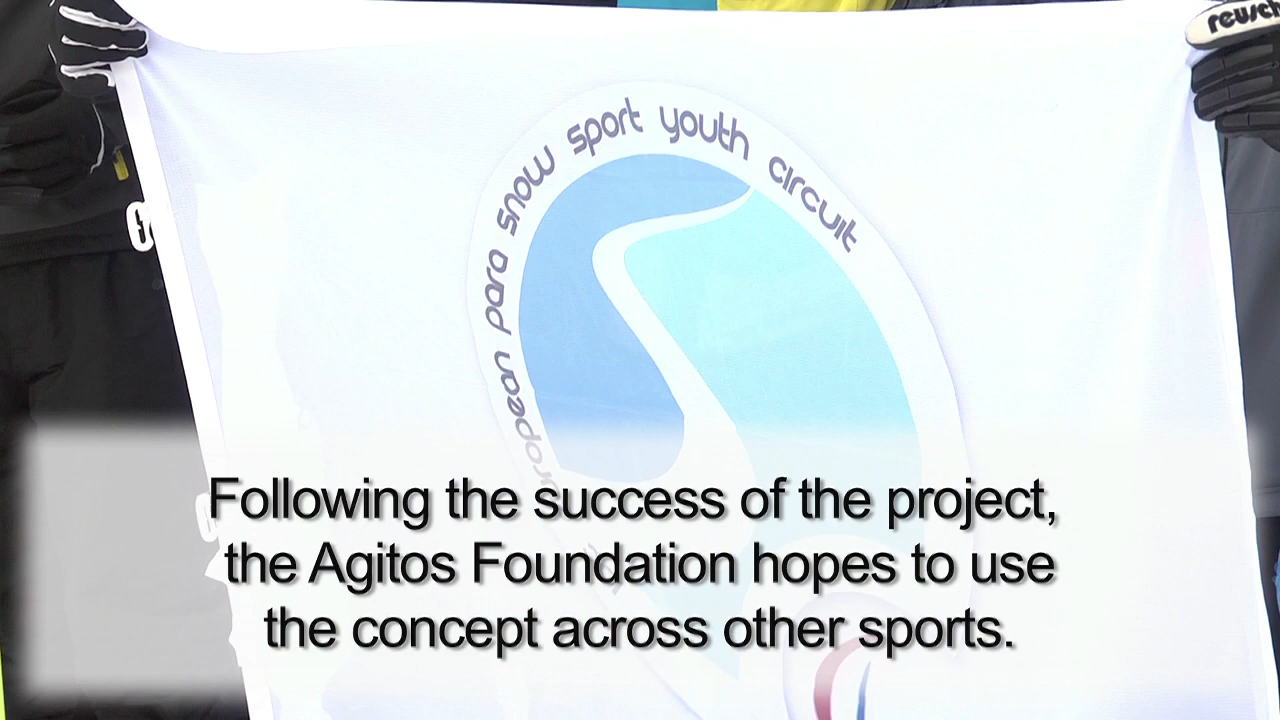 reusch
european para snow sport youth circuit
Following the success of the project,
the Agitos Foundation hopes to use
the concept across other sports.